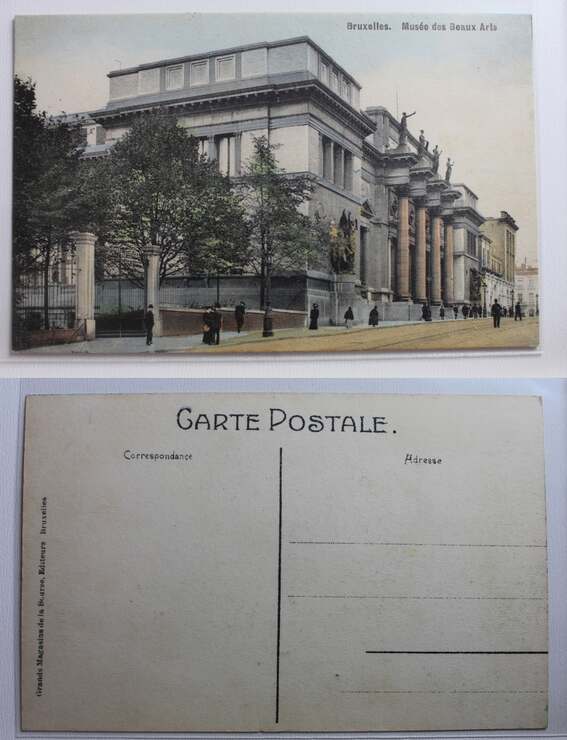 Bruxelles. Musée des Beaux Arts
CARTE POSTALE.
Correspondance
Adresse
Grands Magasins de la Bourse, Editeurs Bruxelles